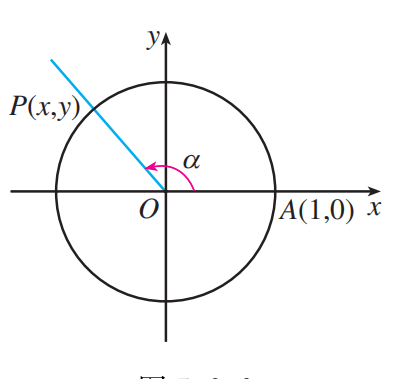 y
P(x,y)
α
O
A(1,0)
x